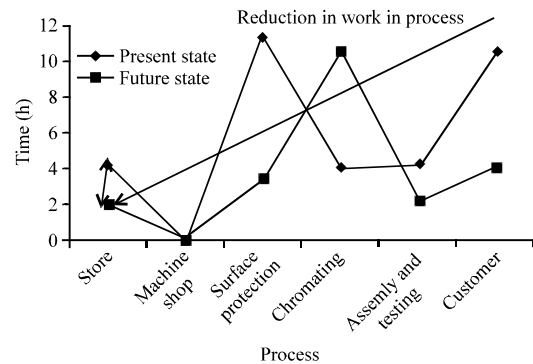 Reduction in work in process
Present state
Future state
Time (h)
12
10
8
6
4
2
0
Store
Machine
shop
Surface
protection
Chromating
Assemly and
testing
Customer
Process